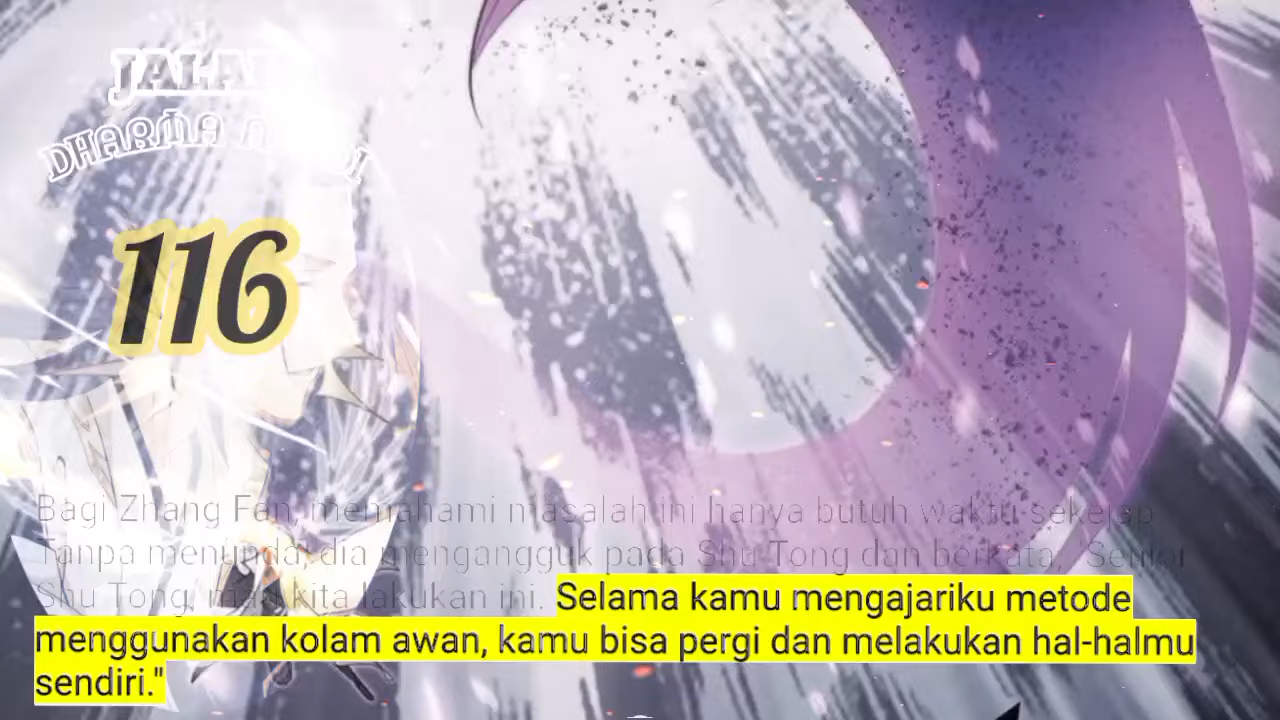 JALAN
DHARMA
116
Bagi Zhang Fan, memahami masalah ini hanya butuh waktu sekejap
Tanpa menunda, dia mengangguk pada Shu Tong dan berkata, "Senior
Shu Tong, mari kita lakukan ini. Selama kamu mengajariku metode
menggunakan kolam awan, kamu bisa pergi dan melakukan hal-halmu
sendiri."